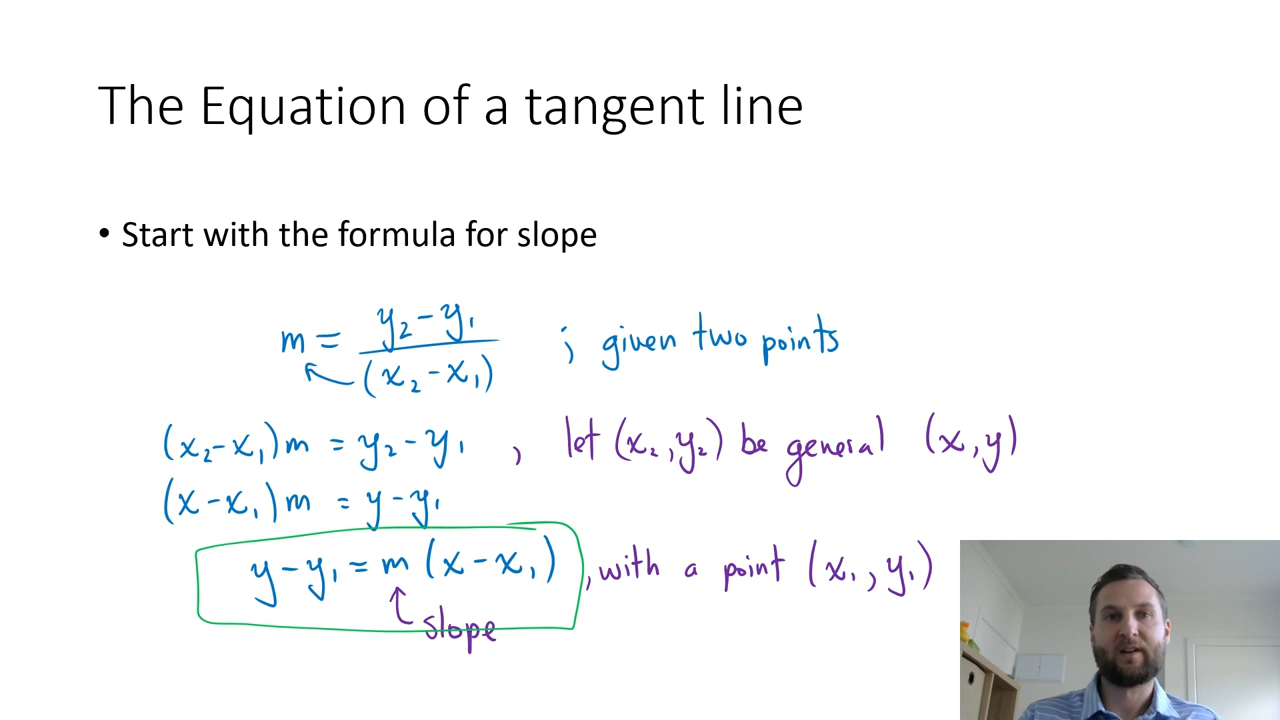 The Equation of a tangent line
• Start with the formula for slope
m = y₂ - y₁ / (x₂ - x₁) ; given two points
(x₂ - x₁) m = y₂ - y₁ , let (x₂, y₂) be general (x, y)
(x - x₁) m = y - y₁
y - y₁ = m (x - x₁) , with a point (x₁, y₁)
slope